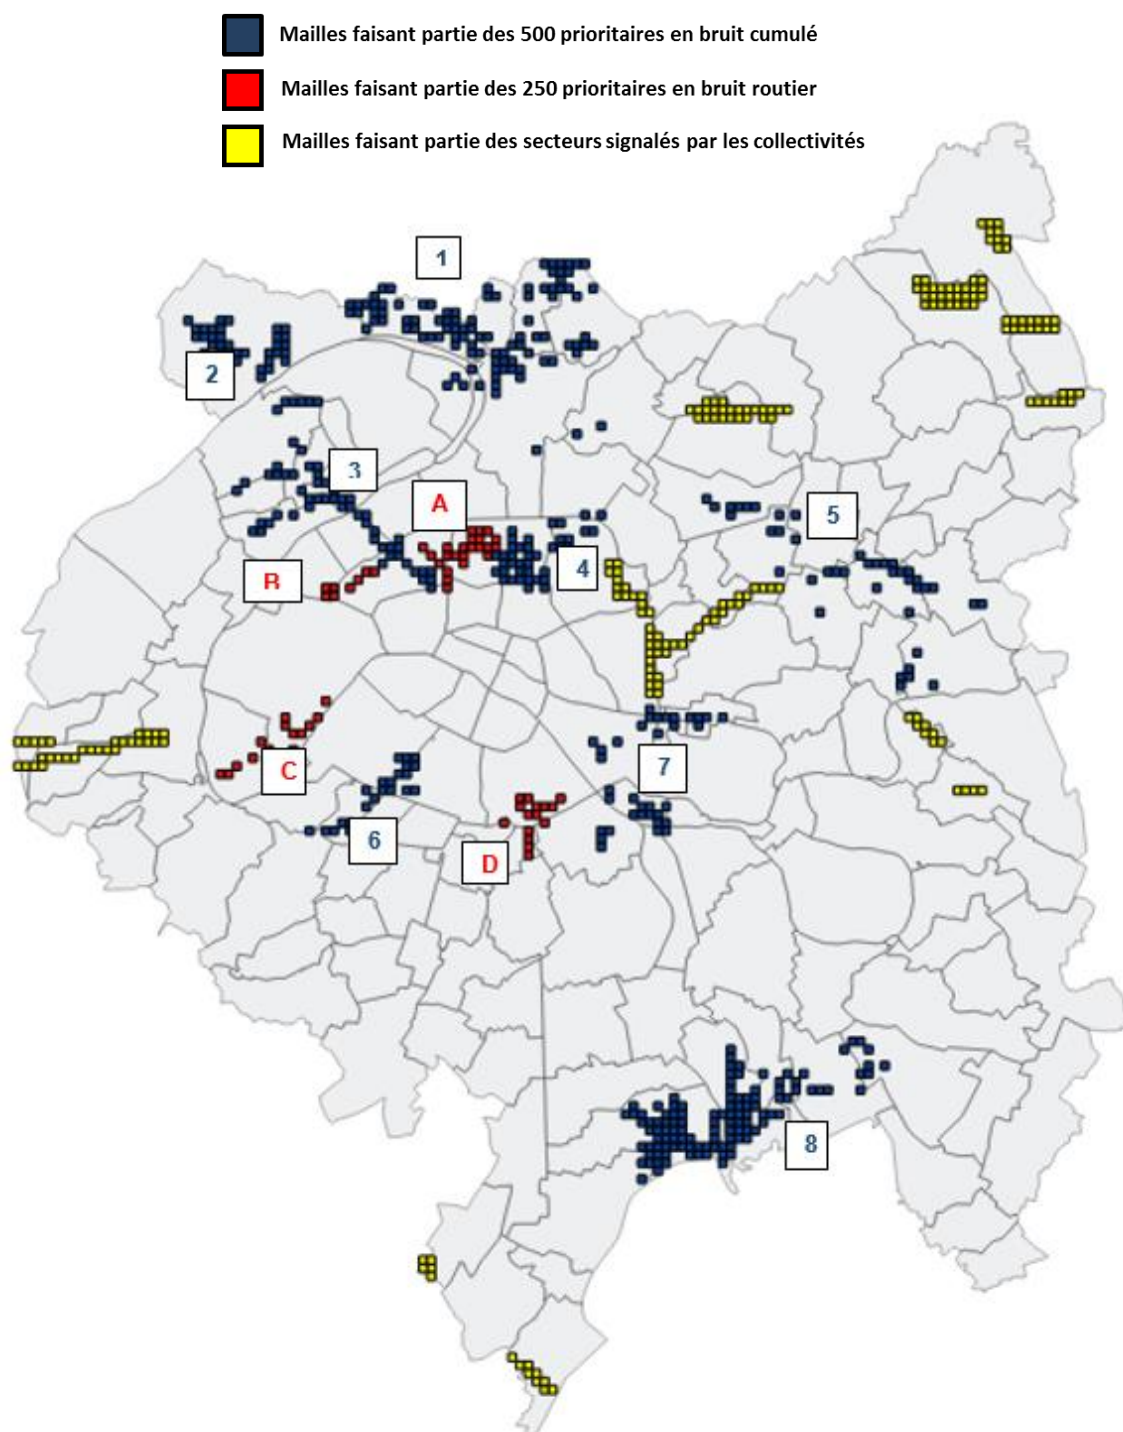 Mailles faisant partie des 500 prioritaires en bruit cumulé
Mailles faisant partie des 250 prioritaires en bruit routier
Mailles faisant partie des secteurs signalés par les collectivités
1
2
3
A
5
B
4
C
7
6
D
8